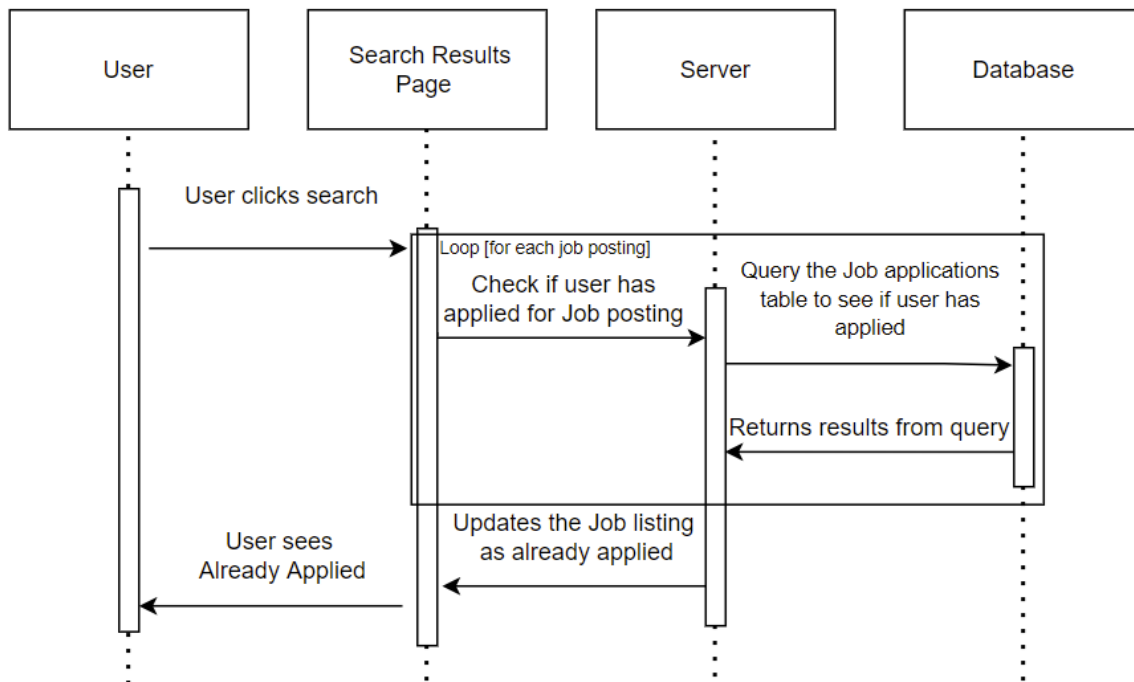 User
Search Results
Page
Server
Database
User clicks search
Loop [for each job posting]
Check if user has
applied for Job posting
Query the Job applications
table to see if user has
applied
Returns results from query
Updates the Job listing
as already applied
User sees
Already Applied